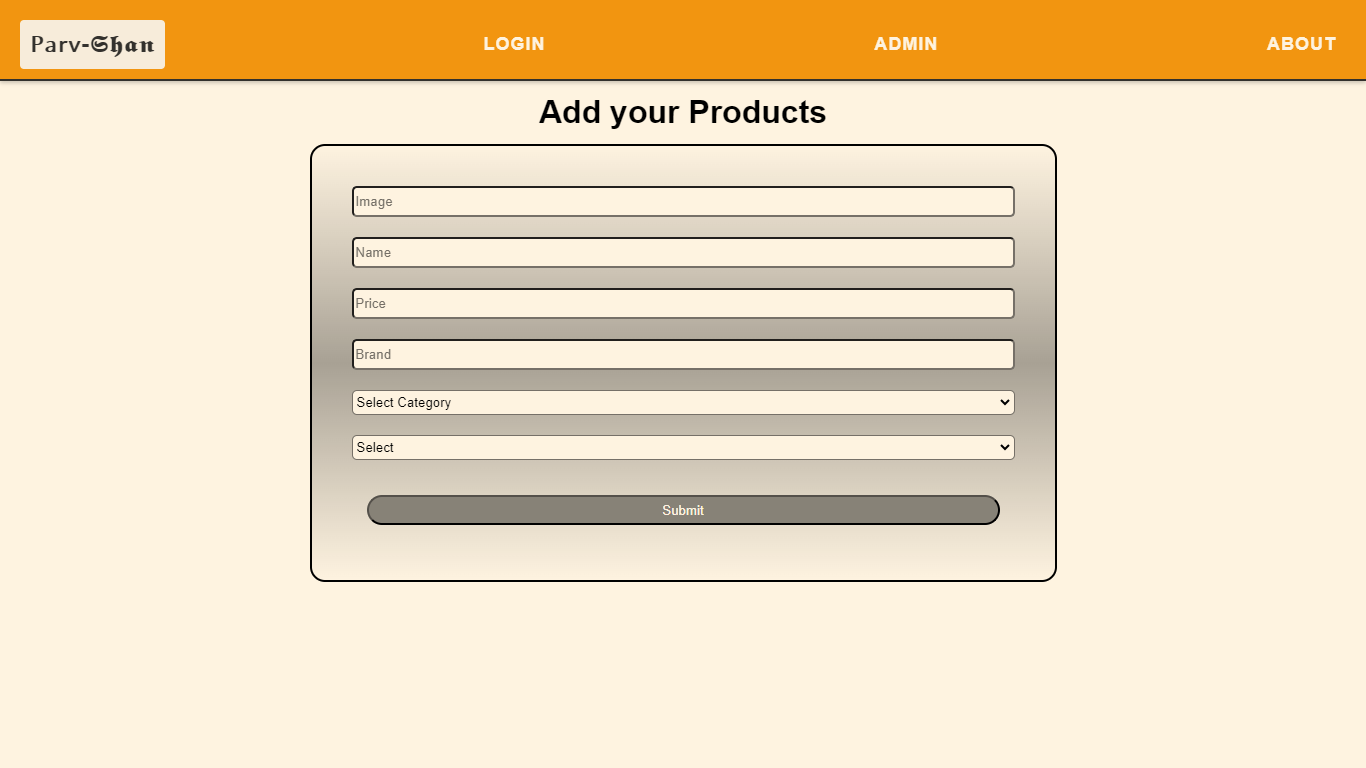 Parv-𝕾𝖍𝖆𝖓 LOGIN ADMIN ABOUT
Add your Products
Image
Name
Price
Brand
Select Category
Select
Submit